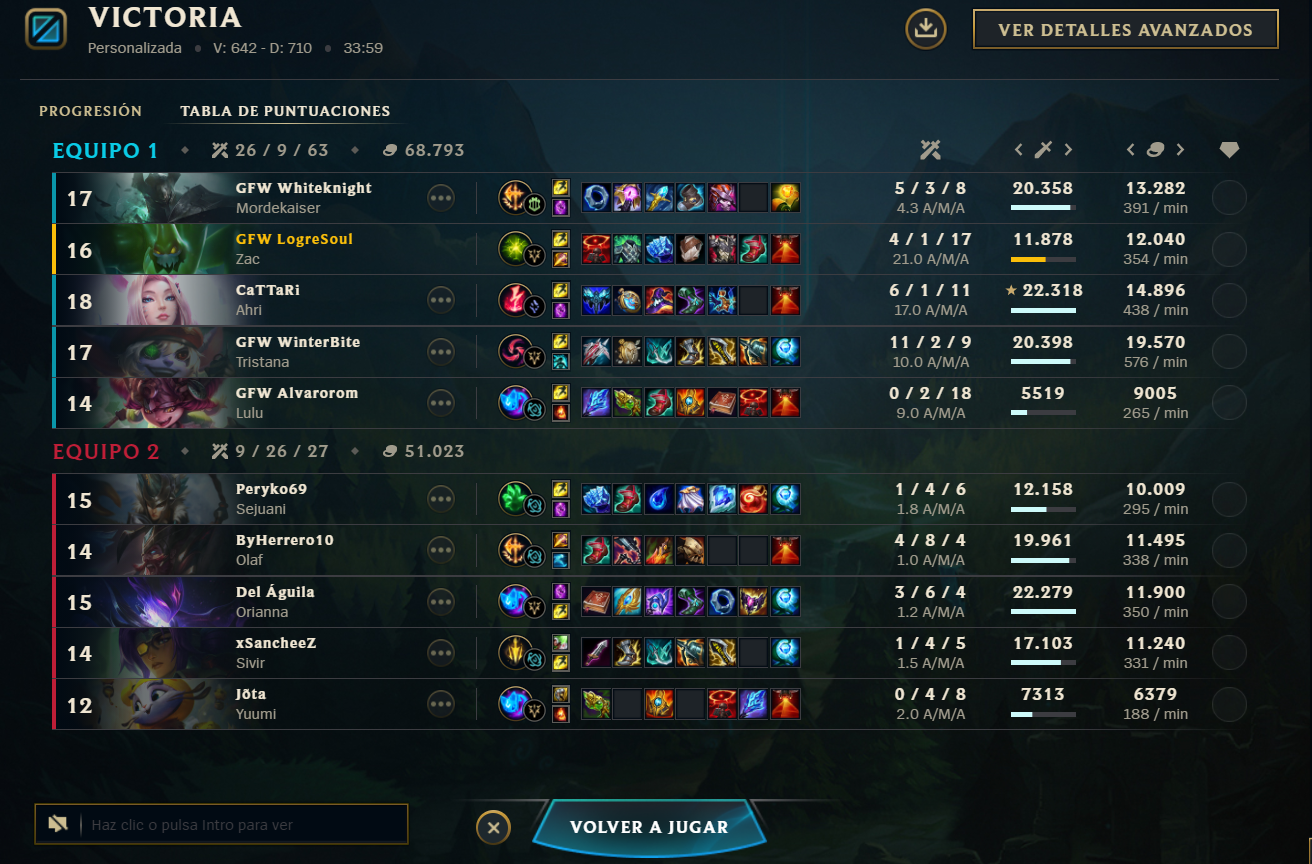 VICTORIA
Personalizada • V: 642 - D: 710 • 33:59
VER DETALLES AVANZADOS
PROGRESIÓN TABLA DE PUNTUACIONES
EQUIPO 1 26 / 9 / 63 68.793
17 GFW Whiteknight 5 / 3 / 8 20.358 13.282
Mordekaiser 4.3 A/M/A 391 / min
16 GFW LogreSoul 4 / 1 / 17 11.878 12.040
Zac 21.0 A/M/A 354 / min
18 CaTTaRi 6 / 1 / 11 22.318 14.896
Ahri 17.0 A/M/A 438 / min
17 GFW WinterBite 11 / 2 / 9 20.398 19.570
Tristana 10.0 A/M/A 576 / min
14 GFW Alvarorom 0 / 2 / 18 5519 9005
Lulu 9.0 A/M/A 265 / min
EQUIPO 2 9 / 26 / 27 51.023
15 Peryko69 1 / 4 / 6 12.158 10.009
Sejuani 1.8 A/M/A 295 / min
14 ByHerrero10 4 / 8 / 4 19.961 11.495
Olaf 1.0 A/M/A 338 / min
15 Del Águila 3 / 6 / 4 22.279 11.900
Orianna 1.2 A/M/A 350 / min
14 xSancheeZ 1 / 4 / 5 17.103 11.240
Sivir 1.5 A/M/A 331 / min
12 Jõta 0 / 4 / 8 7313 6379
Yuumi 2.0 A/M/A 188 / min
Haz clic o pulsa Intro para ver
VOLVER A JUGAR